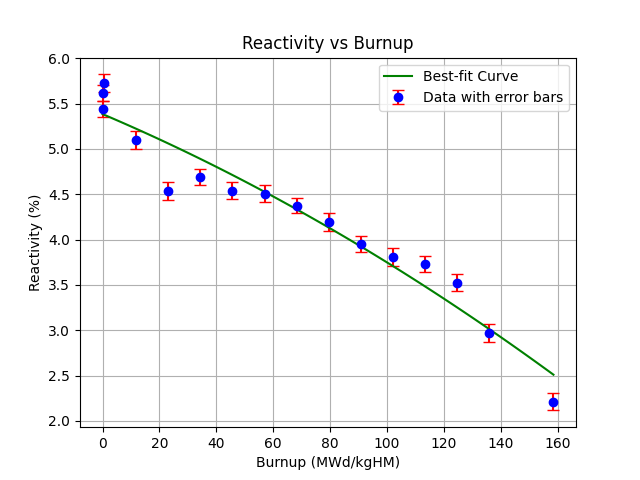 Reactivity vs Burnup
Best-fit Curve
Data with error bars
Reactivity (%)
6.0
5.5
5.0
4.5
4.0
3.5
3.0
2.5
2.0
0 20 40 60 80 100 120 140 160
Burnup (MWd/kgHM)